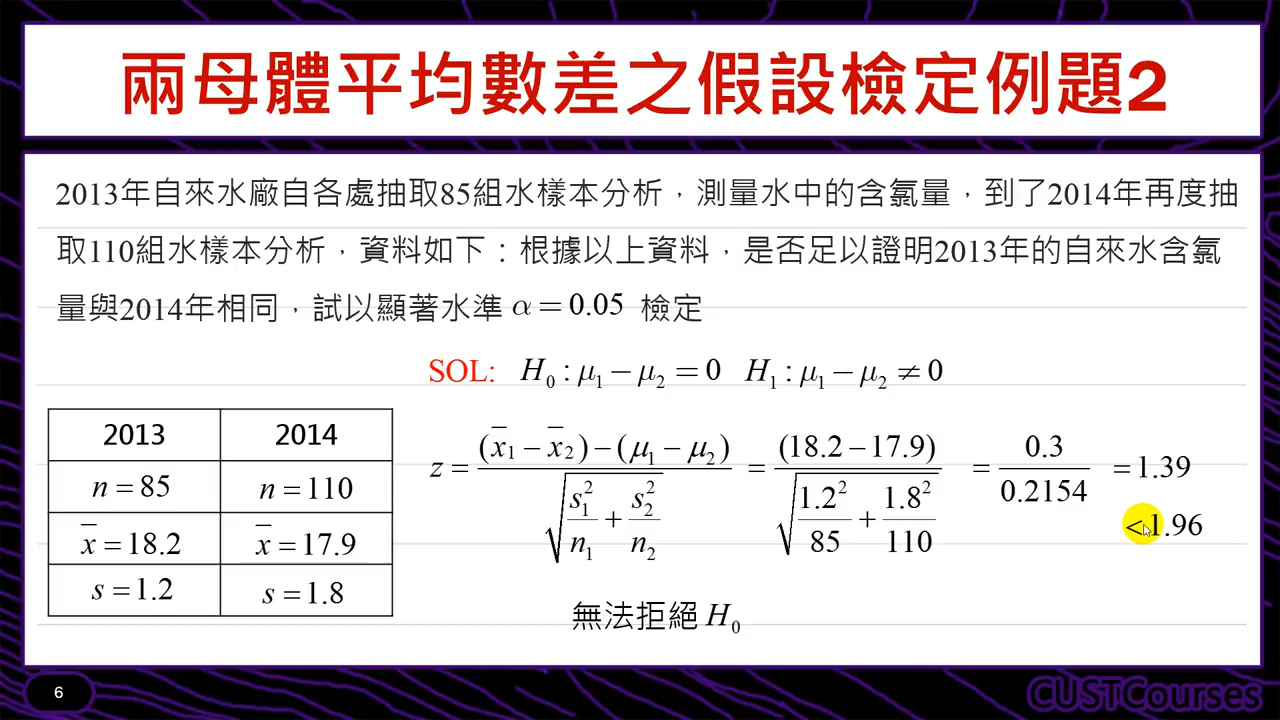 兩母體平均數差之假設檢定例題2
2013年自來水廠自各處抽取85組水樣本分析，測量水中的含氯量，到了2014年再度抽
取110組水樣本分析，資料如下：根據以上資料，是否足以證明2013年的自來水含氯
量與2014年相同，試以顯著水準 α = 0.05 檢定
SOL: H₀ : μ₁ − μ₂ = 0 H₁ : μ₁ − μ₂ ≠ 0
2013 2014
n = 85 n = 110
x̄ = 18.2 x̄ = 17.9
s = 1.2 s = 1.8
z = ((x̄₁ − x̄₂) − (μ₁ − μ₂)) / √(s₁²/n₁ + s₂²/n₂) = (18.2 − 17.9) / √(1.2²/85 + 1.8²/110) = 0.3 / 0.2154 = 1.39
< 1.96
無法拒絕 H₀
6
CUSTCourses